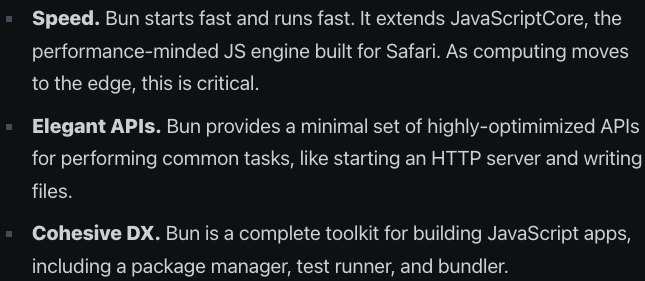 Speed. Bun starts fast and runs fast. It extends JavaScriptCore, the
performance-minded JS engine built for Safari. As computing moves
to the edge, this is critical.
Elegant APIs. Bun provides a minimal set of highly-optimimized APIs
for performing common tasks, like starting an HTTP server and writing
files.
Cohesive DX. Bun is a complete toolkit for building JavaScript apps,
including a package manager, test runner, and bundler.